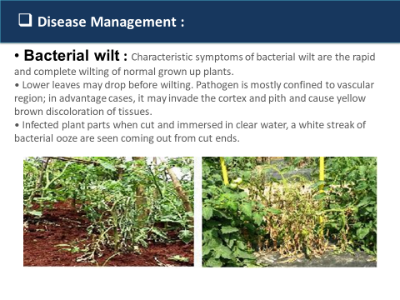 ❑ Disease Management :
• Bacterial wilt : Characteristic symptoms of bacterial wilt are the rapid
and complete wilting of normal grown up plants.
• Lower leaves may drop before wilting. Pathogen is mostly confined to vascular
region; in advantage cases, it may invade the cortex and pith and cause yellow
brown discoloration of tissues.
• Infected plant parts when cut and immersed in clear water, a white streak of
bacterial ooze are seen coming out from cut ends.